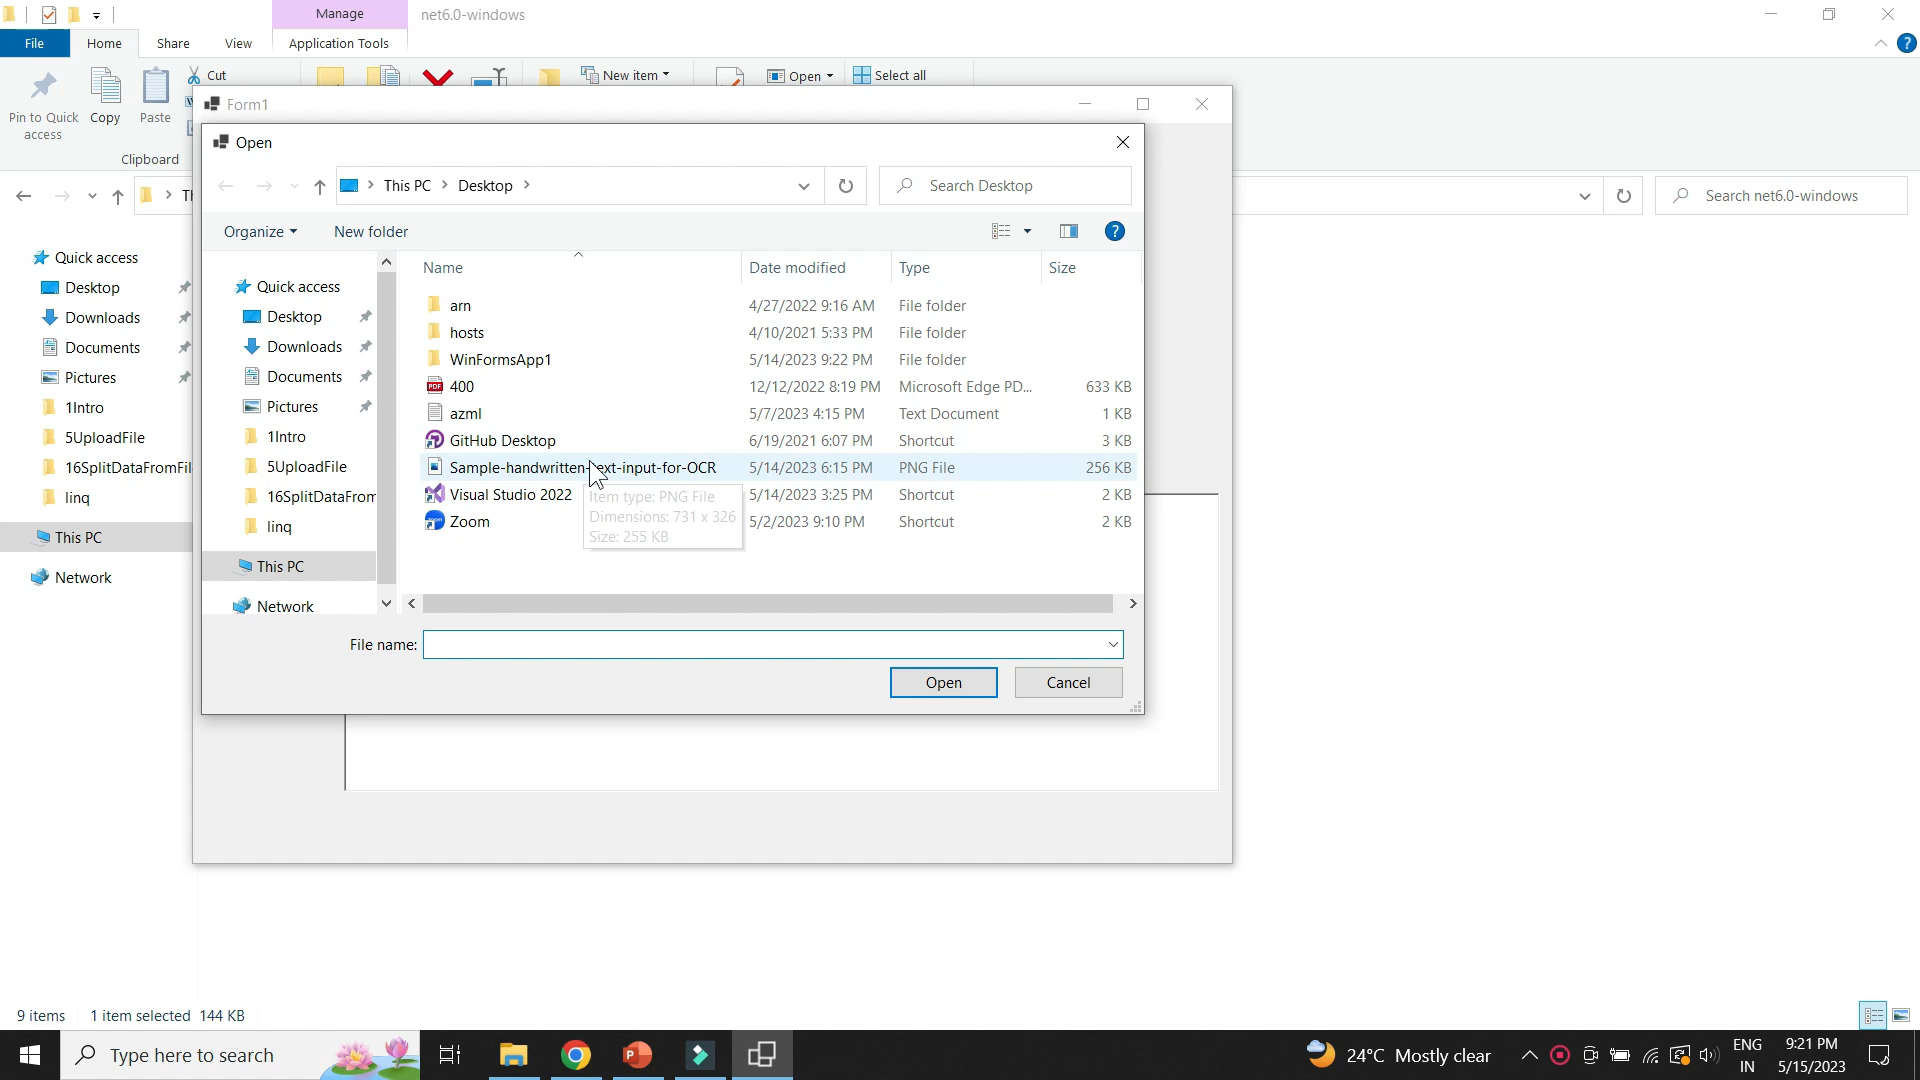 Manage
net6.0-windows
File
Home
Share
View
Application Tools
Pin to Quick access
Copy
Paste
Cut
Clipboard
New item
Open
Select all
Search net6.0-windows
Quick access
Desktop
Downloads
Documents
Pictures
1Intro
5UploadFile
16SplitDataFromFil
linq
This PC
Network
Form1
Open
This PC > Desktop >
Search Desktop
Organize
New folder
Quick access
Desktop
Downloads
Documents
Pictures
1Intro
5UploadFile
16SplitDataFrom
linq
This PC
Network
Name Date modified Type Size
arn 4/27/2022 9:16 AM File folder
hosts 4/10/2021 5:33 PM File folder
WinFormsApp1 5/14/2023 9:22 PM File folder
PDF 400 12/12/2022 8:19 PM Microsoft Edge PD... 633 KB
azml 5/7/2023 4:15 PM Text Document 1 KB
GitHub Desktop 6/19/2021 6:07 PM Shortcut 3 KB
Sample-handwritten-text-input-for-OCR 5/14/2023 6:15 PM PNG File 256 KB
Visual Studio 2022 5/14/2023 3:25 PM Shortcut 2 KB
Zoom 5/2/2023 9:10 PM Shortcut 2 KB
Item type: PNG File
Dimensions: 731 x 326
Size: 255 KB
File name:
Open
Cancel
9 items 1 item selected 144 KB
Type here to search
24°C Mostly clear
ENG
IN
9:21 PM
5/15/2023